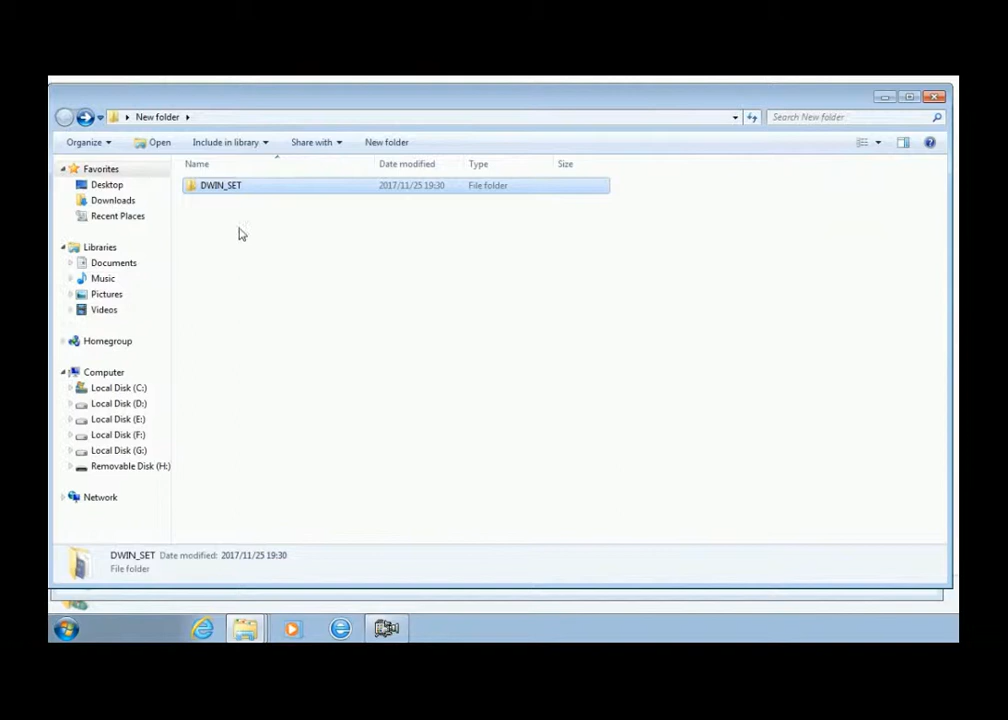 New folder
Search New folder
Organize Open Include in library Share with New folder
Name Date modified Type Size
DWIN_SET 2017/11/25 19:30 File folder
Favorites
Desktop
Downloads
Recent Places
Libraries
Documents
Music
Pictures
Videos
Homegroup
Computer
Local Disk (C:)
Local Disk (D:)
Local Disk (E:)
Local Disk (F:)
Local Disk (G:)
Removable Disk (H:)
Network
DWIN_SET Date modified: 2017/11/25 19:30
File folder